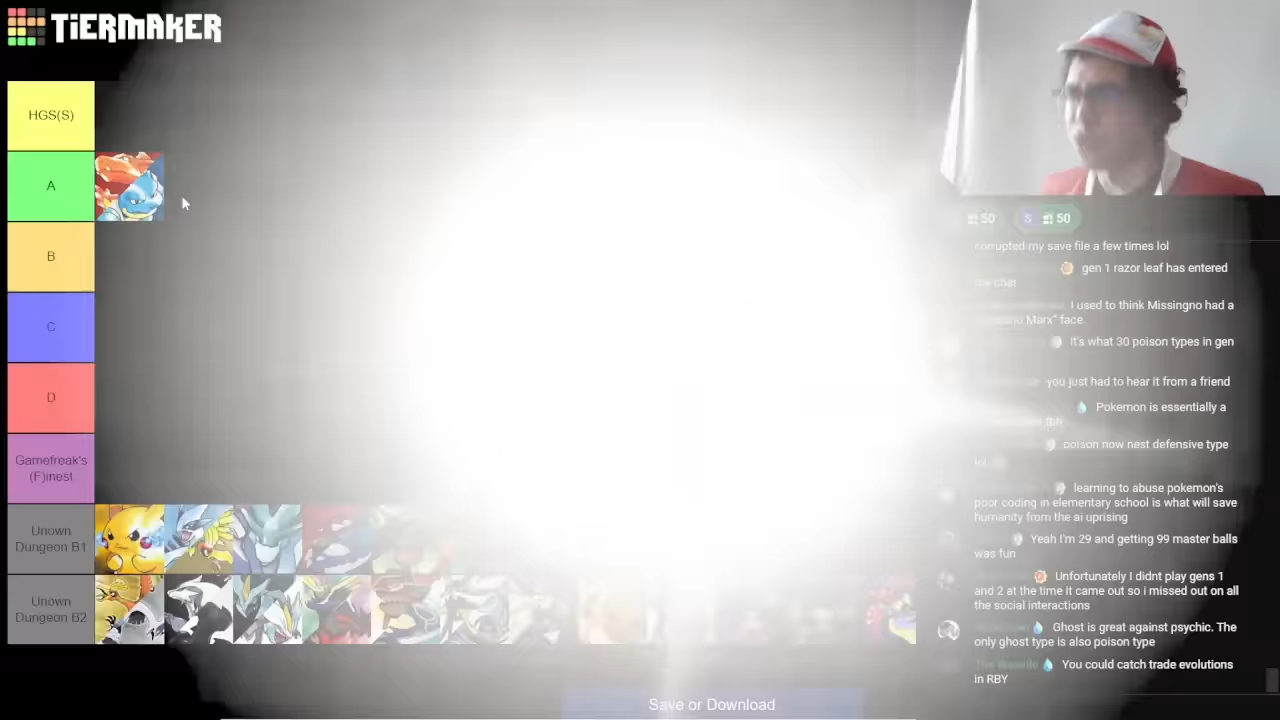 TiERMAKER
HGS(S)
A
B
C
D
Gamefreak's
(F)inest
Unown
Dungeon B1
Unown
Dungeon B2
50
S 50
corrupted my save file a few times lol
gen 1 razor leaf has entered
the chat
I used to think Missingno had a
Marx" face
It's what 30 poison types in gen
you just had to hear it from a friend
Pokemon is essentially a
tbh
poison now nest defensive type
lol
learning to abuse pokemon's
poor coding in elementary school is what will save
humanity from the ai uprising
Yeah I'm 29 and getting 99 master balls
was fun
Unfortunately I didnt play gens 1
and 2 at the time it came out so i missed out on all
the social interactions
Ghost is great against psychic. The
only ghost type is also poison type
You could catch trade evolutions
in RBY
Save or Download